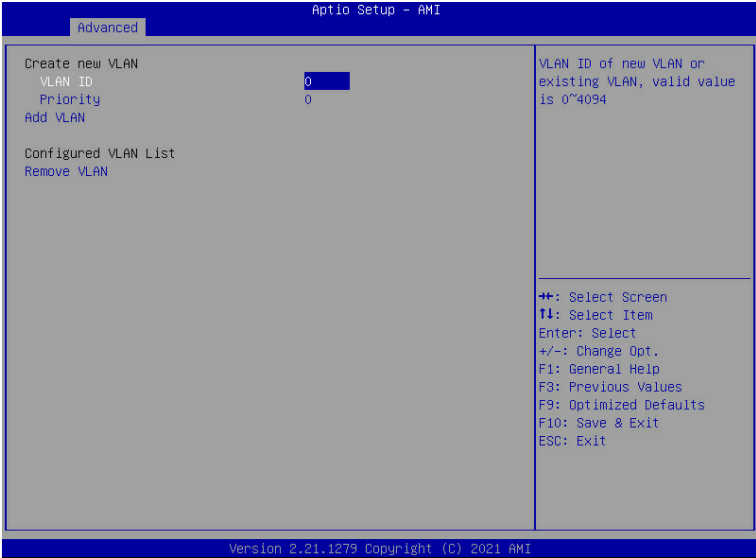 Aptio Setup – AMI
Advanced
Create new VLAN
VLAN ID 0
Priority 0
Add VLAN
Configured VLAN List
Remove VLAN
VLAN ID of new VLAN or
existing VLAN, valid value
is 0~4094
→←: Select Screen
↑↓: Select Item
Enter: Select
+/-: Change Opt.
F1: General Help
F3: Previous Values
F9: Optimized Defaults
F10: Save & Exit
ESC: Exit
Version 2.21.1279 Copyright (C) 2021 AMI